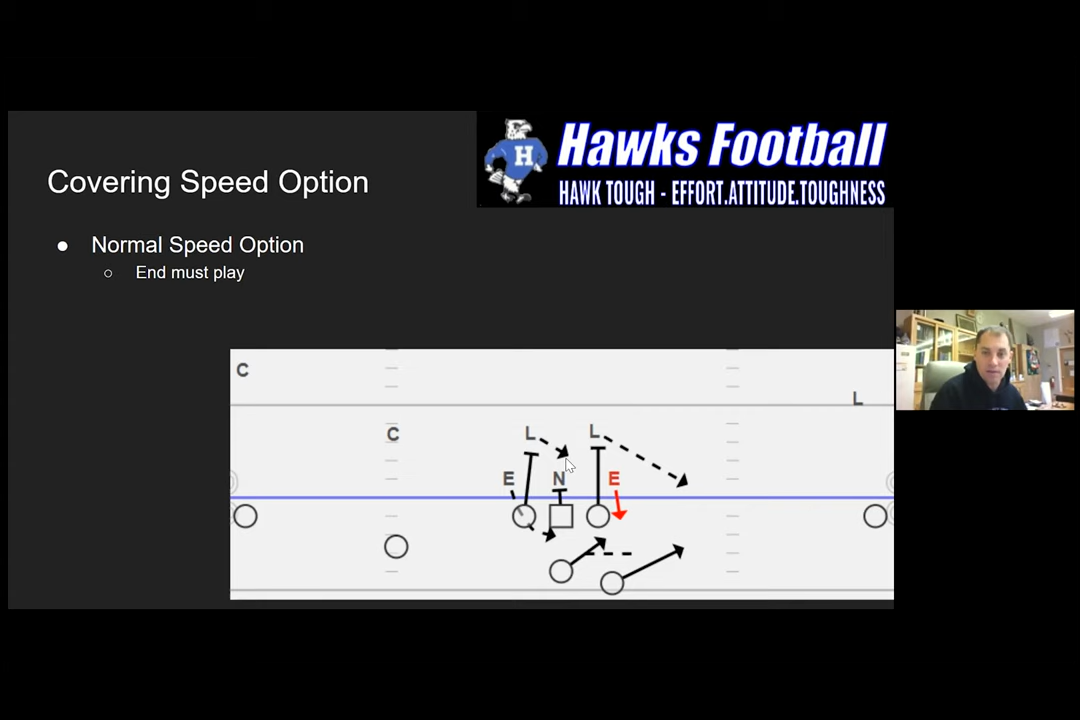 Covering Speed Option
H
Hawks Football
HAWK TOUGH - EFFORT.ATTITUDE.TOUGHNESS
● Normal Speed Option
○ End must play
C
L
C
L
L
E
N
E